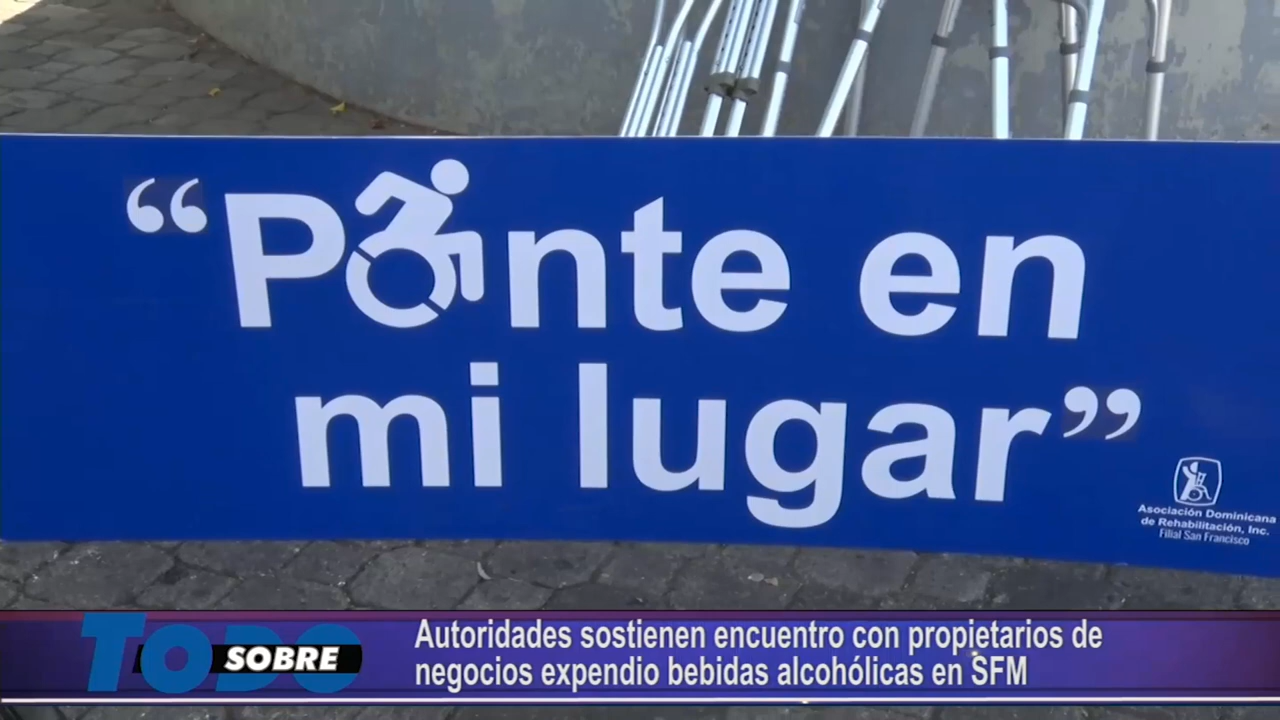 “Ponte en
mi lugar”
Asociación Dominicana
de Rehabilitación, Inc.
Filial San Francisco
TODO SOBRE
Autoridades sostienen encuentro con propietarios de
negocios expendio bebidas alcohólicas en SFM